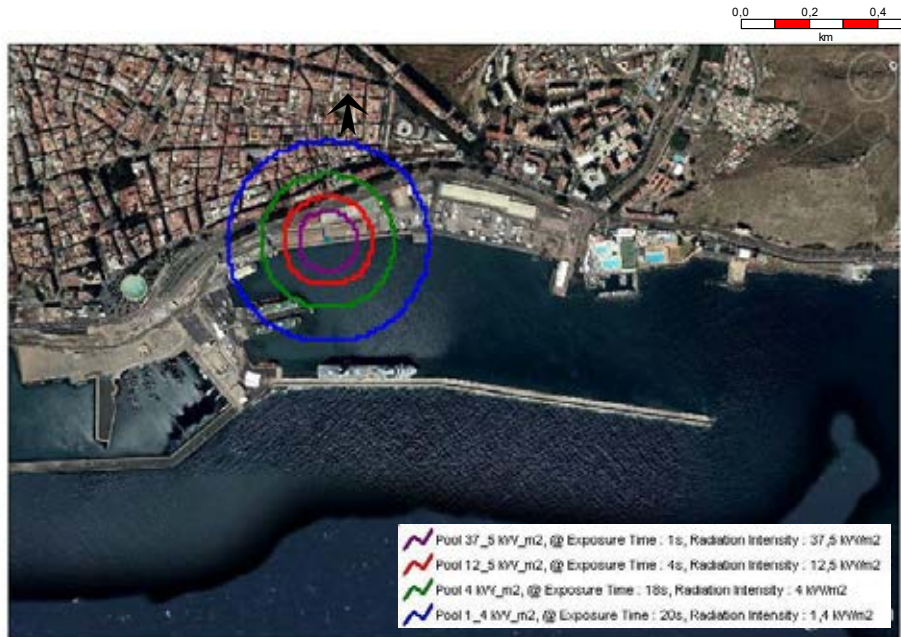 0,0 0,2 0,4
km
Pool 37_5 kW_m2, @ Exposure Time : 1s, Radiation Intensity : 37,5 kW/m2
Pool 12_5 kW_m2, @ Exposure Time : 4s, Radiation Intensity : 12,5 kW/m2
Pool 4 kW_m2, @ Exposure Time : 18s, Radiation Intensity : 4 kW/m2
Pool 1_4 kW_m2, @ Exposure Time : 20s, Radiation Intensity : 1,4 kW/m2